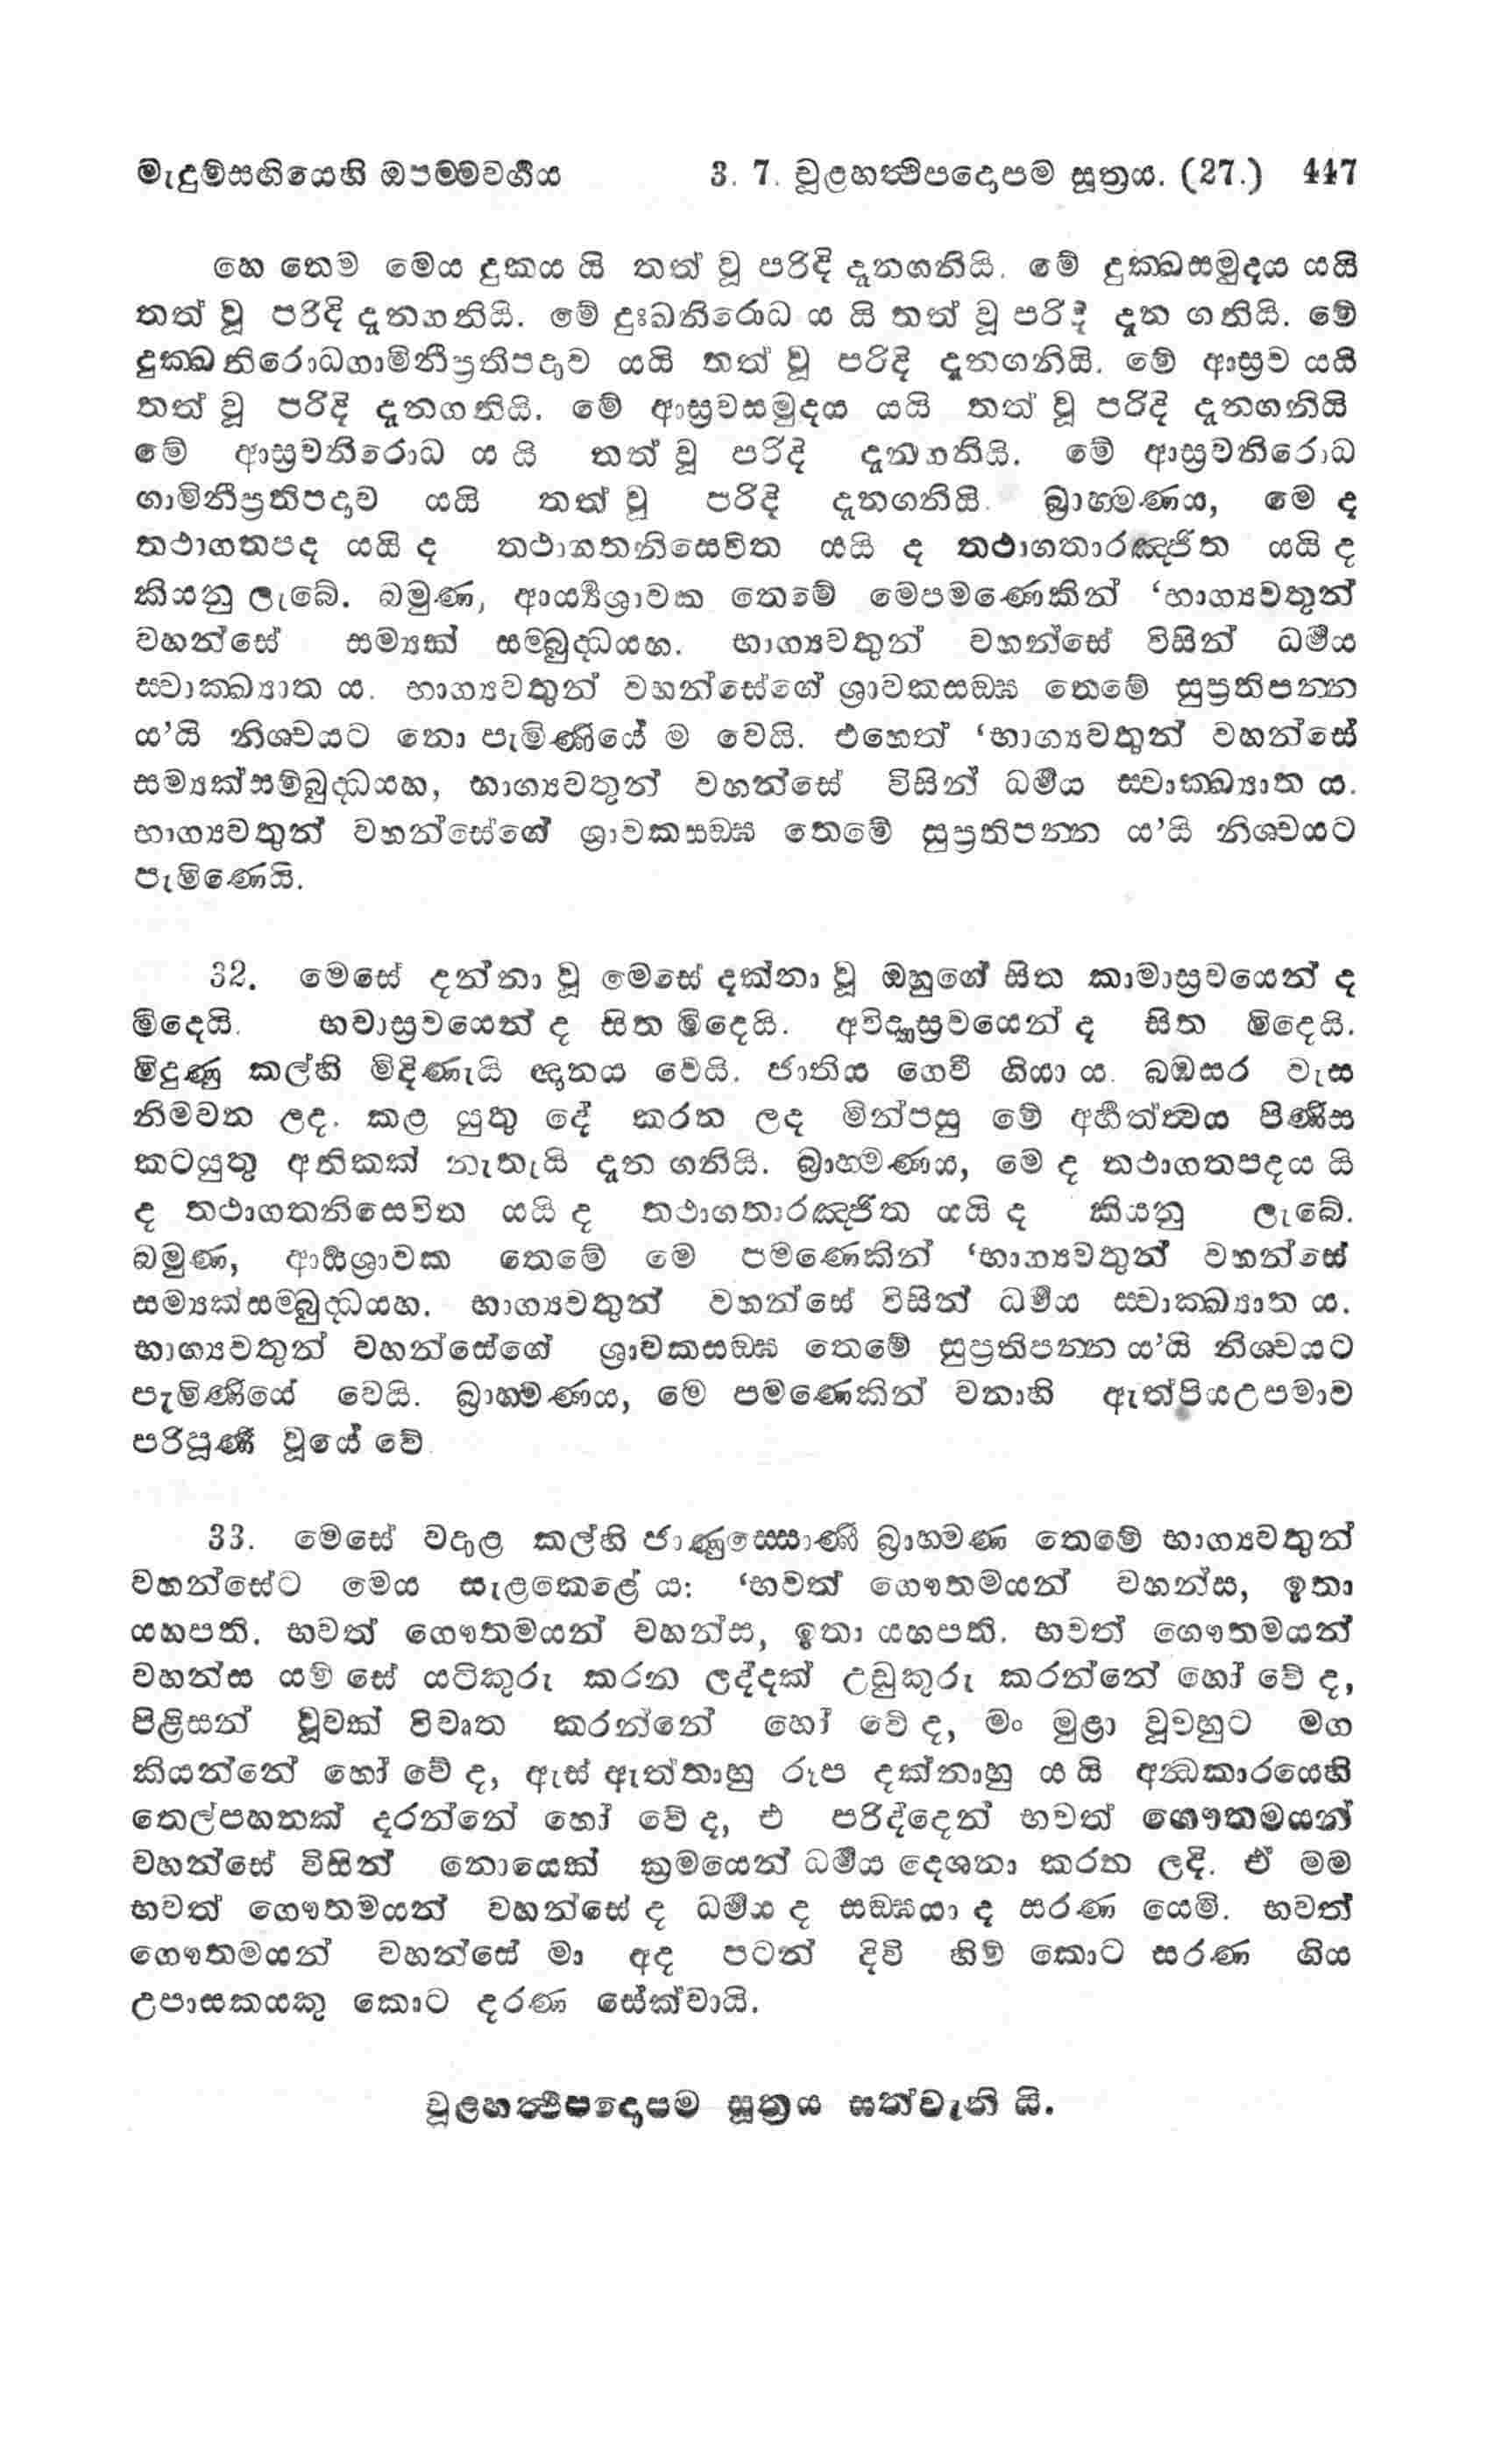 මැදුම්සඟියෙහි ඔපම්මවර්ගය 3. 7. චූළහත්‍ථිපදොපම සූත්‍රය. (27.) 447
හෙ තෙම මෙය දුකය යි තත් වූ පරිදි දැනගනියි. මේ දුක්ඛසමුදය යයි
තත් වූ පරිදි දැනගනියි. මේ දුඃඛනිරොධ ය යි තත් වූ පරිදි දැන ගනියි. මේ
දුක්ඛනිරොධගාමිනීප්‍රතිපදාව යයි තත් වූ පරිදි දැනගනියි. මේ ආස්‍රව යයි
තත් වූ පරිදි දැනගනියි. මේ ආස්‍රවසමුදය යයි තත් වූ පරිදි දැනගනියි
මේ ආස්‍රවනිරොධ ය යි තත් වූ පරිදි දැනගනියි. මේ ආස්‍රවනිරොධ
ගාමිනීප්‍රතිපදාව යයි තත් වූ පරිදි දැනගනියි. බ්‍රාහ්මණය, මෙ ද
තථාගතපද යයි ද තථාගතනිසෙවිත යයි ද තථාගතාරඤ්ජිත යයි ද
කියනු ලැබේ. බමුණ, ආර්‍ය්‍යශ්‍රාවක තෙමේ මෙපමණෙකින් ‘භාග්‍යවතුන්
වහන්සේ සම්‍යක් සම්බුද්ධයහ. භාග්‍යවතුන් වහන්සේ විසින් ධර්මය
ස්වාක්ඛ්‍යාත ය. භාග්‍යවතුන් වහන්සේගේ ශ්‍රාවකසඞ්ඝ තෙමේ සුප්‍රතිපන්න
ය’යි නිශ්චයට නො පැමිණියේ ම වෙයි. එහෙත් ‘භාග්‍යවතුන් වහන්සේ
සම්‍යක්සම්බුද්ධයහ, භාග්‍යවතුන් වහන්සේ විසින් ධර්මය ස්වාක්ඛ්‍යාත ය.
භාග්‍යවතුන් වහන්සේගේ ශ්‍රාවකසඞ්ඝ තෙමේ සුප්‍රතිපන්න ය’යි නිශ්චයට
පැමිණෙයි.
32. මෙසේ දන්නා වූ මෙසේ දක්නා වූ ඔහුගේ සිත කාමාස්‍රවයෙන් ද
මිදෙයි. භවාස්‍රවයෙන් ද සිත මිදෙයි. අවිද්‍යාස්‍රවයෙන් ද සිත මිදෙයි.
මිදුණු කල්හි මිදිණැයි ඥානය වෙයි. ජාතිය ගෙවී ගියා ය. බඹසර වැස
නිමවන ලද. කළ යුතු දේ කරන ලද මින්පසු මේ අර්හත්ත්වය පිණිස
කටයුතු අනිකක් නැතැයි දැන ගනියි. බ්‍රාහ්මණය, මෙ ද තථාගතපදය යි
ද තථාගතනිසෙවිත යයි ද තථාගතාරඤ්ජිත යයි ද කියනු ලැබේ.
බමුණ, ආර්‍යශ්‍රාවක තෙමේ මෙ පමණෙකින් ‘භාග්‍යවතුන් වහන්සේ
සම්‍යක්සම්බුද්ධයහ. භාග්‍යවතුන් වහන්සේ විසින් ධර්මය ස්වාක්ඛ්‍යාත ය.
භාග්‍යවතුන් වහන්සේගේ ශ්‍රාවකසඞ්ඝ තෙමේ සුප්‍රතිපන්න ය’යි නිශ්චයට
පැමිණියේ වෙයි. බ්‍රාහ්මණය, මෙ පමණෙකින් වනාහි ඇත්පියඋපමාව
පරිපූර්ණ වූයේ වේ.
33. මෙසේ වදාළ කල්හි ජාණුස්සොණි බ්‍රාහ්මණ තෙමේ භාග්‍යවතුන්
වහන්සේට මෙය සැළකෙළේ ය: ‘භවත් ගෞතමයන් වහන්ස, ඉතා
යහපති. භවත් ගෞතමයන් වහන්ස, ඉතා යහපති. භවත් ගෞතමයන්
වහන්ස යම් සේ යටිකුරු කරන ලද්දක් උඩුකුරු කරන්නේ හෝ වේ ද,
පිළිසන් වූවක් විවෘත කරන්නේ හෝ වේ ද, මං මුළා වූවහුට මග
කියන්නේ හෝ වේ ද, ඇස් ඇත්තාහු රූප දක්නාහු ය යි අන්ධකාරයෙහි
තෙල්පහනක් දරන්නේ හෝ වේ ද, එ පරිද්දෙන් භවත් ගෞතමයන්
වහන්සේ විසින් නොයෙක් ක්‍රමයෙන් ධර්මය දෙශනා කරන ලදි. ඒ මම
භවත් ගෞතමයන් වහන්සේ ද ධර්මය ද සඞ්ඝයා ද සරණ යෙමි. භවත්
ගෞතමයන් වහන්සේ මා අද පටන් දිවි හිමි කොට සරණ ගිය
උපාසකයකු කොට දරණ සේක්වායි.
චූළහත්‍ථිපදොපම සූත්‍රය සත්වැනි යි.